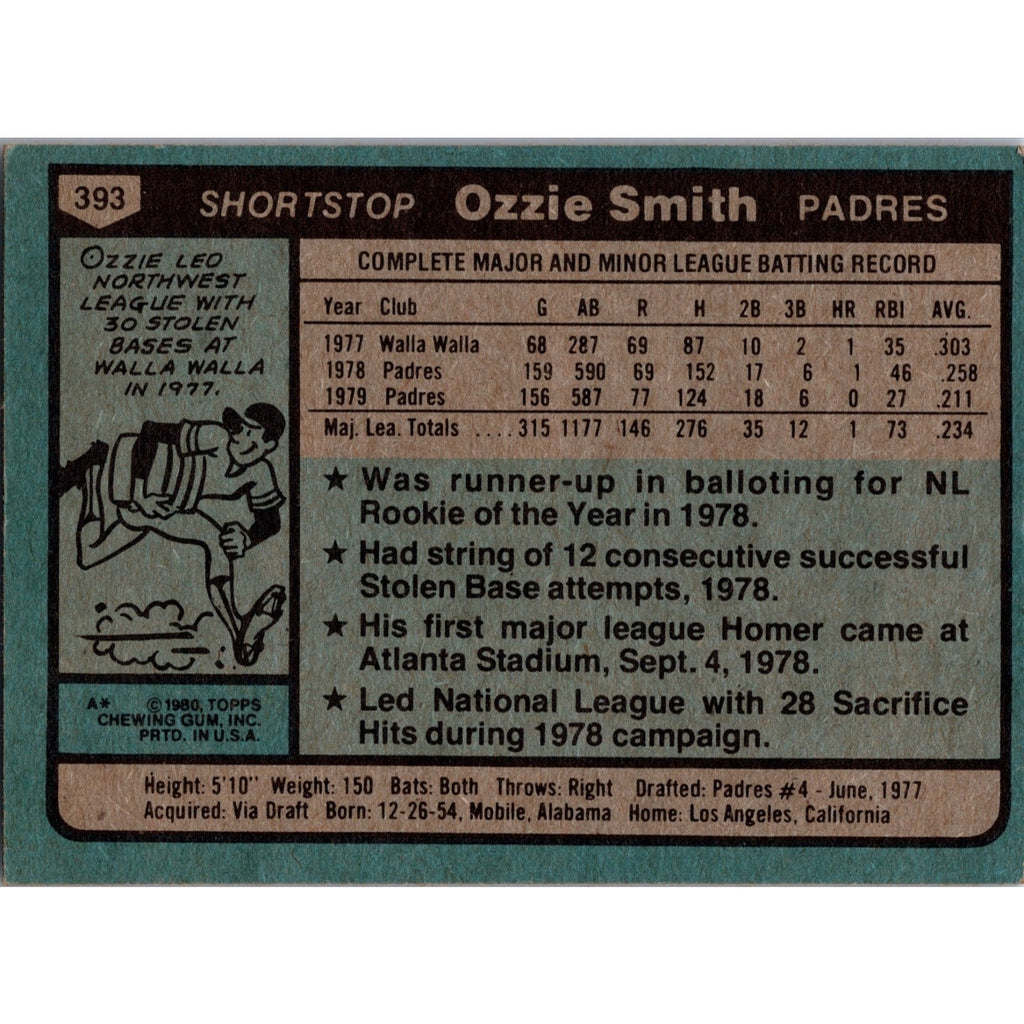 393 SHORTSTOP Ozzie Smith PADRES
OZZIE LED
NORTHWEST
LEAGUE WITH
30 STOLEN
BASES AT
WALLA WALLA
IN 1977.
A* ©1980, TOPPS
CHEWING GUM, INC.
PRTD. IN U.S.A.
COMPLETE MAJOR AND MINOR LEAGUE BATTING RECORD
Year Club G AB R H 2B 3B HR RBI AVG.
1977 Walla Walla 68 287 69 87 10 2 1 35 .303
1978 Padres 159 590 69 152 17 6 1 46 .258
1979 Padres 156 587 77 124 18 6 0 27 .211
Maj. Lea. Totals ....315 1177 146 276 35 12 1 73 .234
★ Was runner-up in balloting for NL
Rookie of the Year in 1978.
★ Had string of 12 consecutive successful
Stolen Base attempts, 1978.
★ His first major league Homer came at
Atlanta Stadium, Sept. 4, 1978.
★ Led National League with 28 Sacrifice
Hits during 1978 campaign.
Height: 5'10" Weight: 150 Bats: Both Throws: Right Drafted: Padres #4 - June, 1977
Acquired: Via Draft Born: 12-26-54, Mobile, Alabama Home: Los Angeles, California